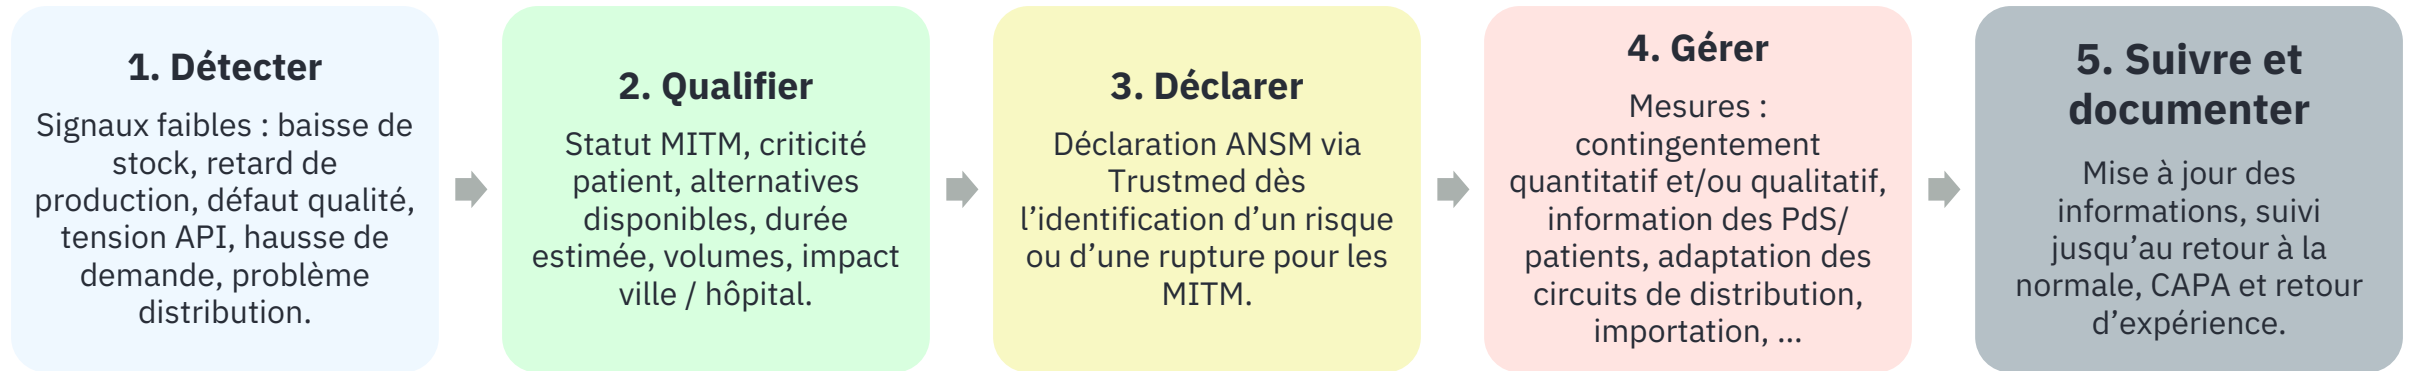 1. Détecter
Signaux faibles : baisse de
stock, retard de
production, défaut qualité,
tension API, hausse de
demande, problème
distribution.
2. Qualifier
Statut MITM, criticité
patient, alternatives
disponibles, durée
estimée, volumes, impact
ville / hôpital.
3. Déclarer
Déclaration ANSM via
Trustmed dès
l’identification d’un risque
ou d’une rupture pour les
MITM.
4. Gérer
Mesures :
contingentement
quantitatif et/ou qualitatif,
information des PdS/
patients, adaptation des
circuits de distribution,
importation, ...
5. Suivre et
documenter
Mise à jour des
informations, suivi
jusqu’au retour à la
normale, CAPA et retour
d’expérience.